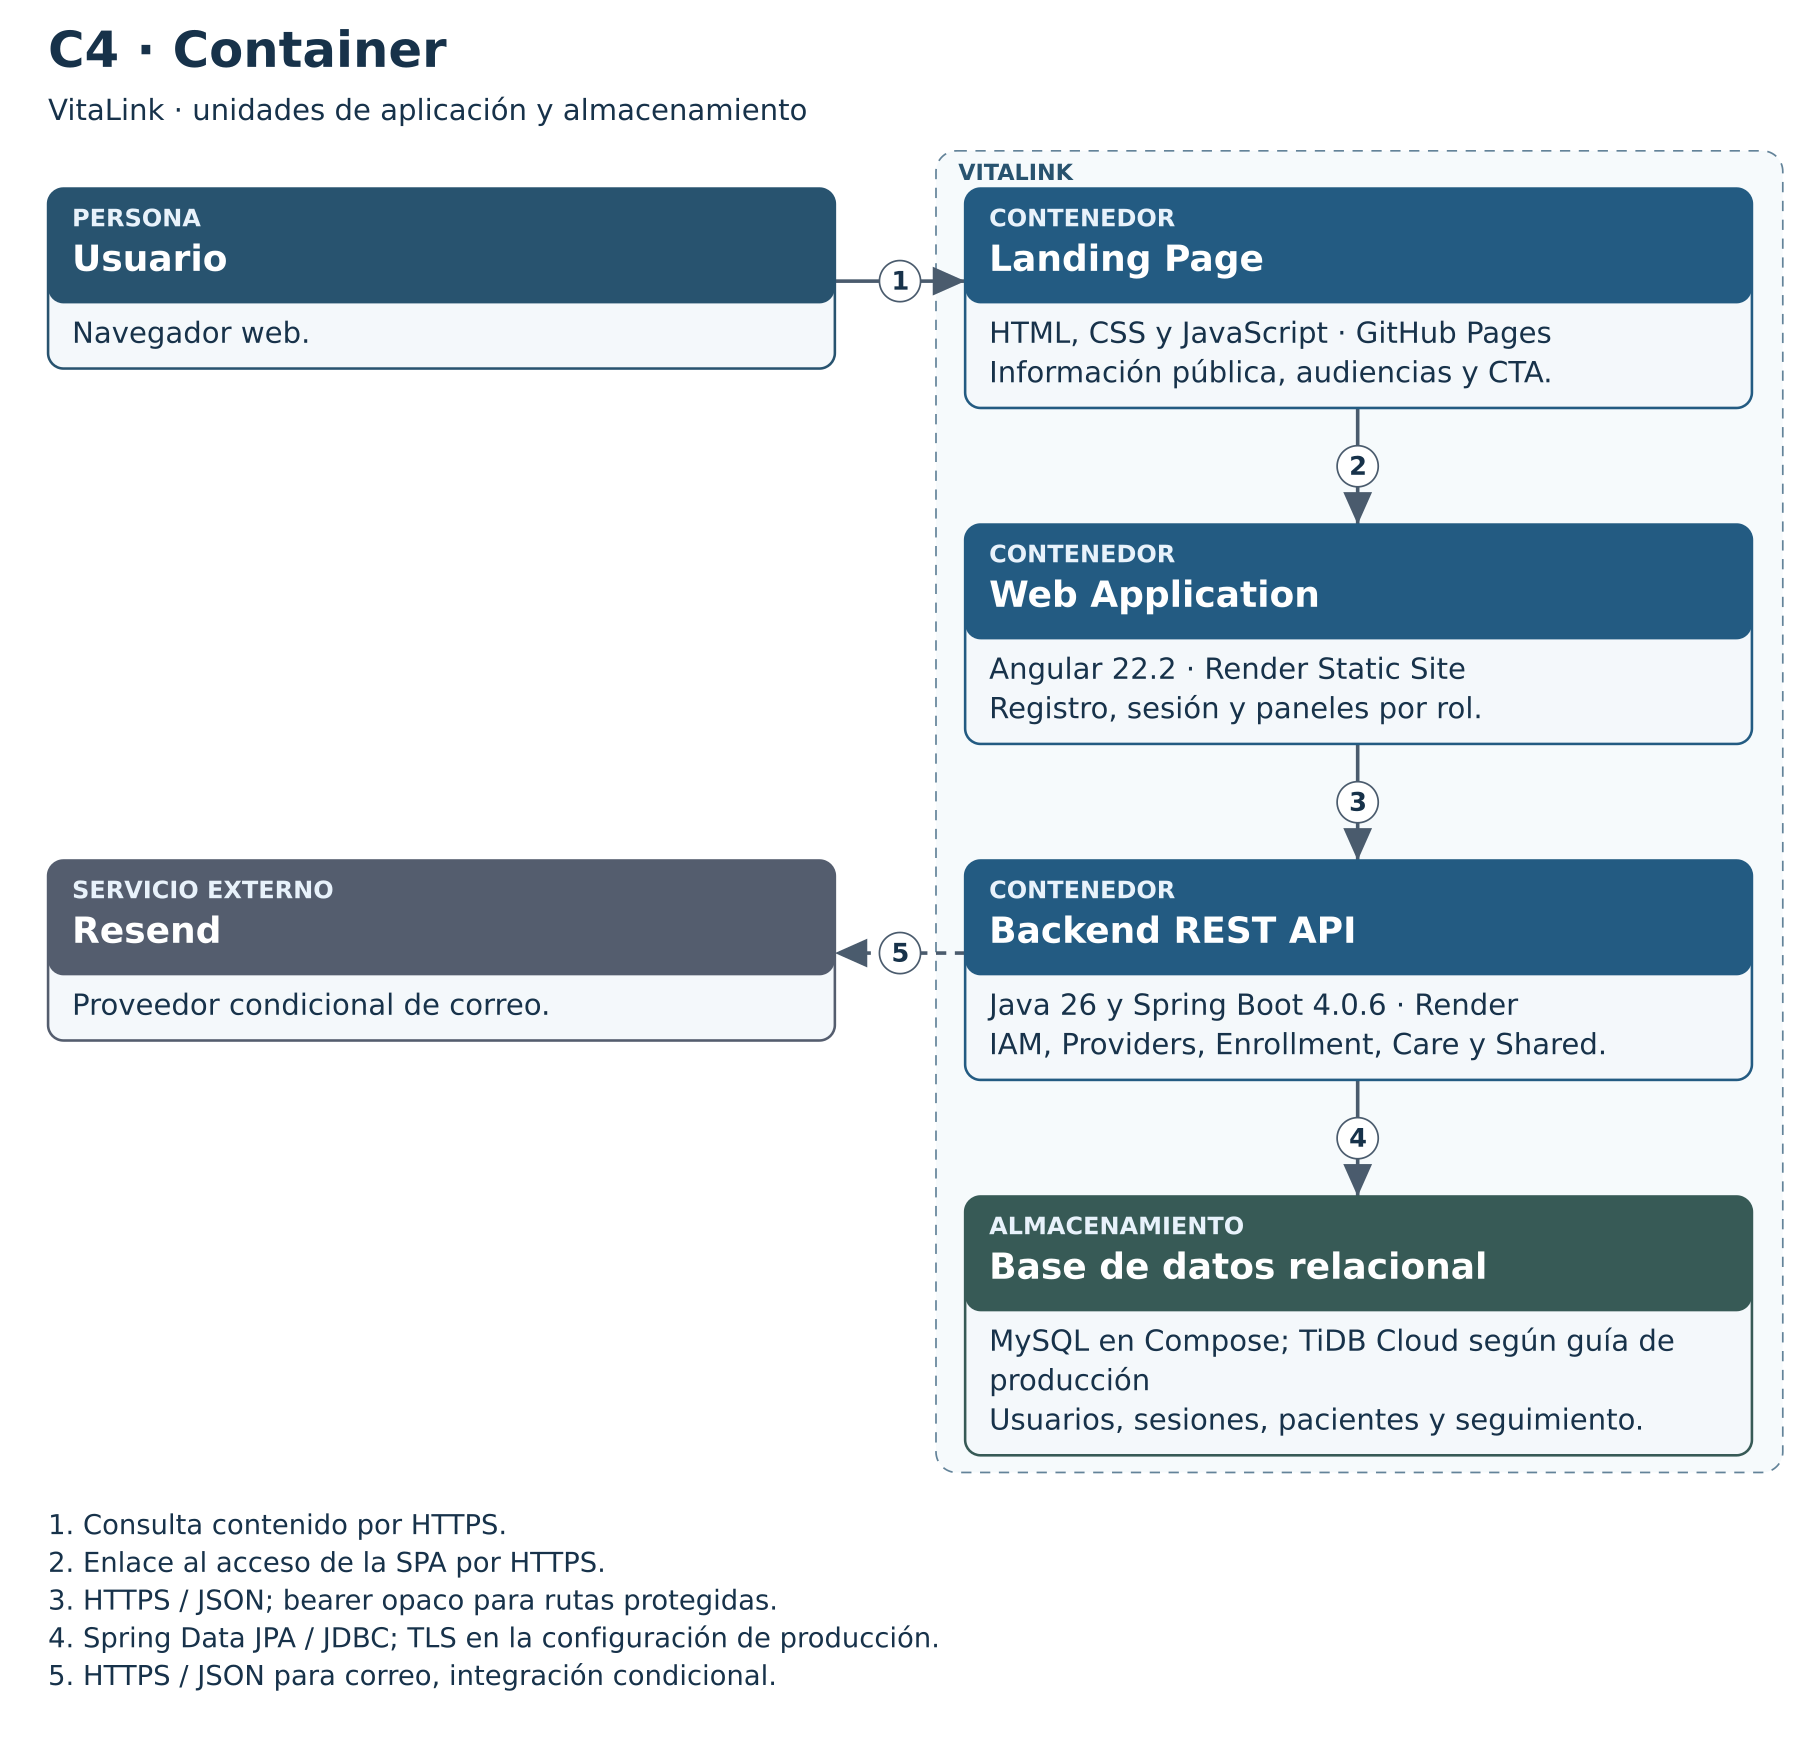 C4 · Container
VitaLink · unidades de aplicación y almacenamiento
VITALINK
PERSONA
Usuario
Navegador web.
1
CONTENEDOR
Landing Page
HTML, CSS y JavaScript · GitHub Pages
Información pública, audiencias y CTA.
2
CONTENEDOR
Web Application
Angular 22.2 · Render Static Site
Registro, sesión y paneles por rol.
3
SERVICIO EXTERNO
Resend
Proveedor condicional de correo.
5
CONTENEDOR
Backend REST API
Java 26 y Spring Boot 4.0.6 · Render
IAM, Providers, Enrollment, Care y Shared.
4
ALMACENAMIENTO
Base de datos relacional
MySQL en Compose; TiDB Cloud según guía de
producción
Usuarios, sesiones, pacientes y seguimiento.
1. Consulta contenido por HTTPS.
2. Enlace al acceso de la SPA por HTTPS.
3. HTTPS / JSON; bearer opaco para rutas protegidas.
4. Spring Data JPA / JDBC; TLS en la configuración de producción.
5. HTTPS / JSON para correo, integración condicional.